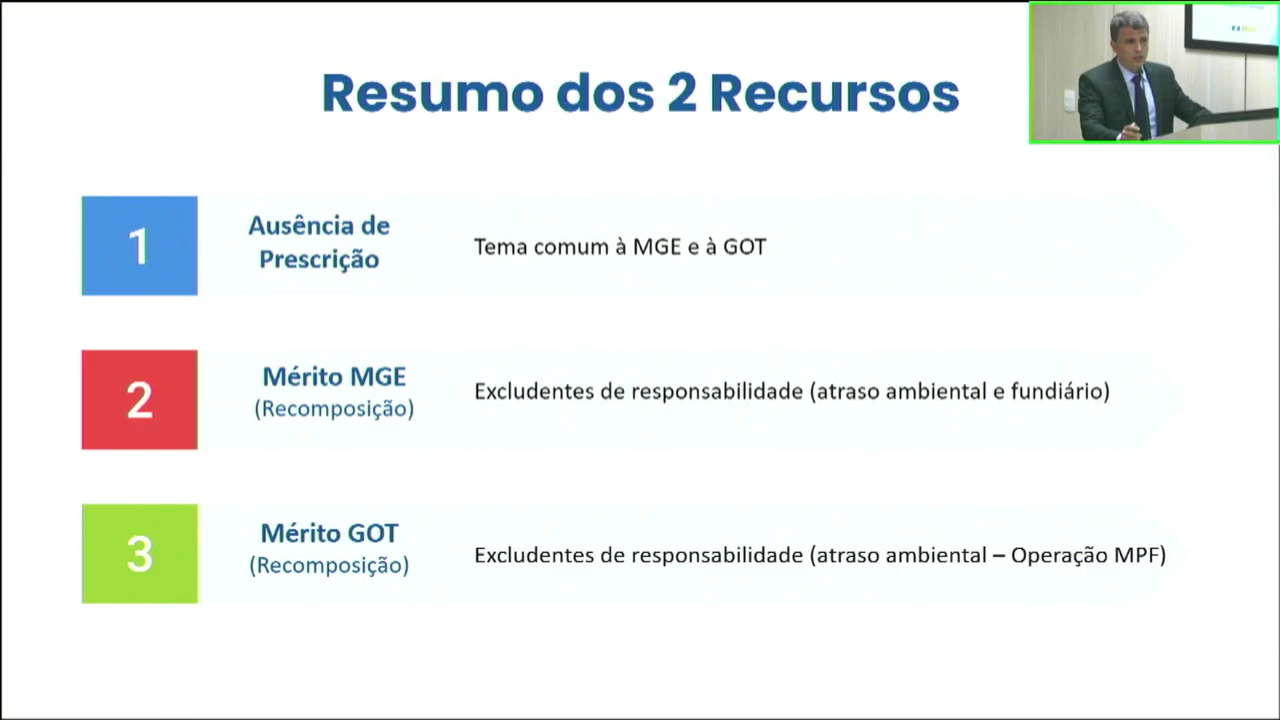 Resumo dos 2 Recursos
1
Ausência de
Prescrição
Tema comum à MGE e à GOT
2
Mérito MGE
(Recomposição)
Excludentes de responsabilidade (atraso ambiental e fundiário)
3
Mérito GOT
(Recomposição)
Excludentes de responsabilidade (atraso ambiental – Operação MPF)